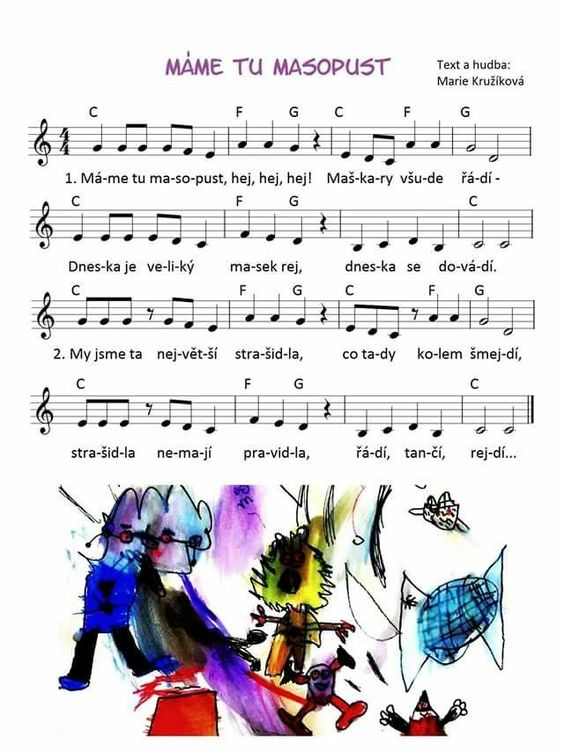 MÁME TU MASOPUST
Text a hudba:
Marie Kružíková
C F G C F G
1. Má-me tu ma-so-pust, hej, hej, hej! Maš-ka-ry všu-de řá-dí -
C F G C
Dnes-ka je ve-li-ký ma-sek rej, dnes-ka se do-vá-dí.
C F G C F G
2. My jsme ta nej-vět-ší stra-šid-la, co ta-dy ko-lem šmej-dí,
C F G C
stra-šid-la ne-ma-jí pra-vid-la, řá-dí, tan-čí, rej-dí...